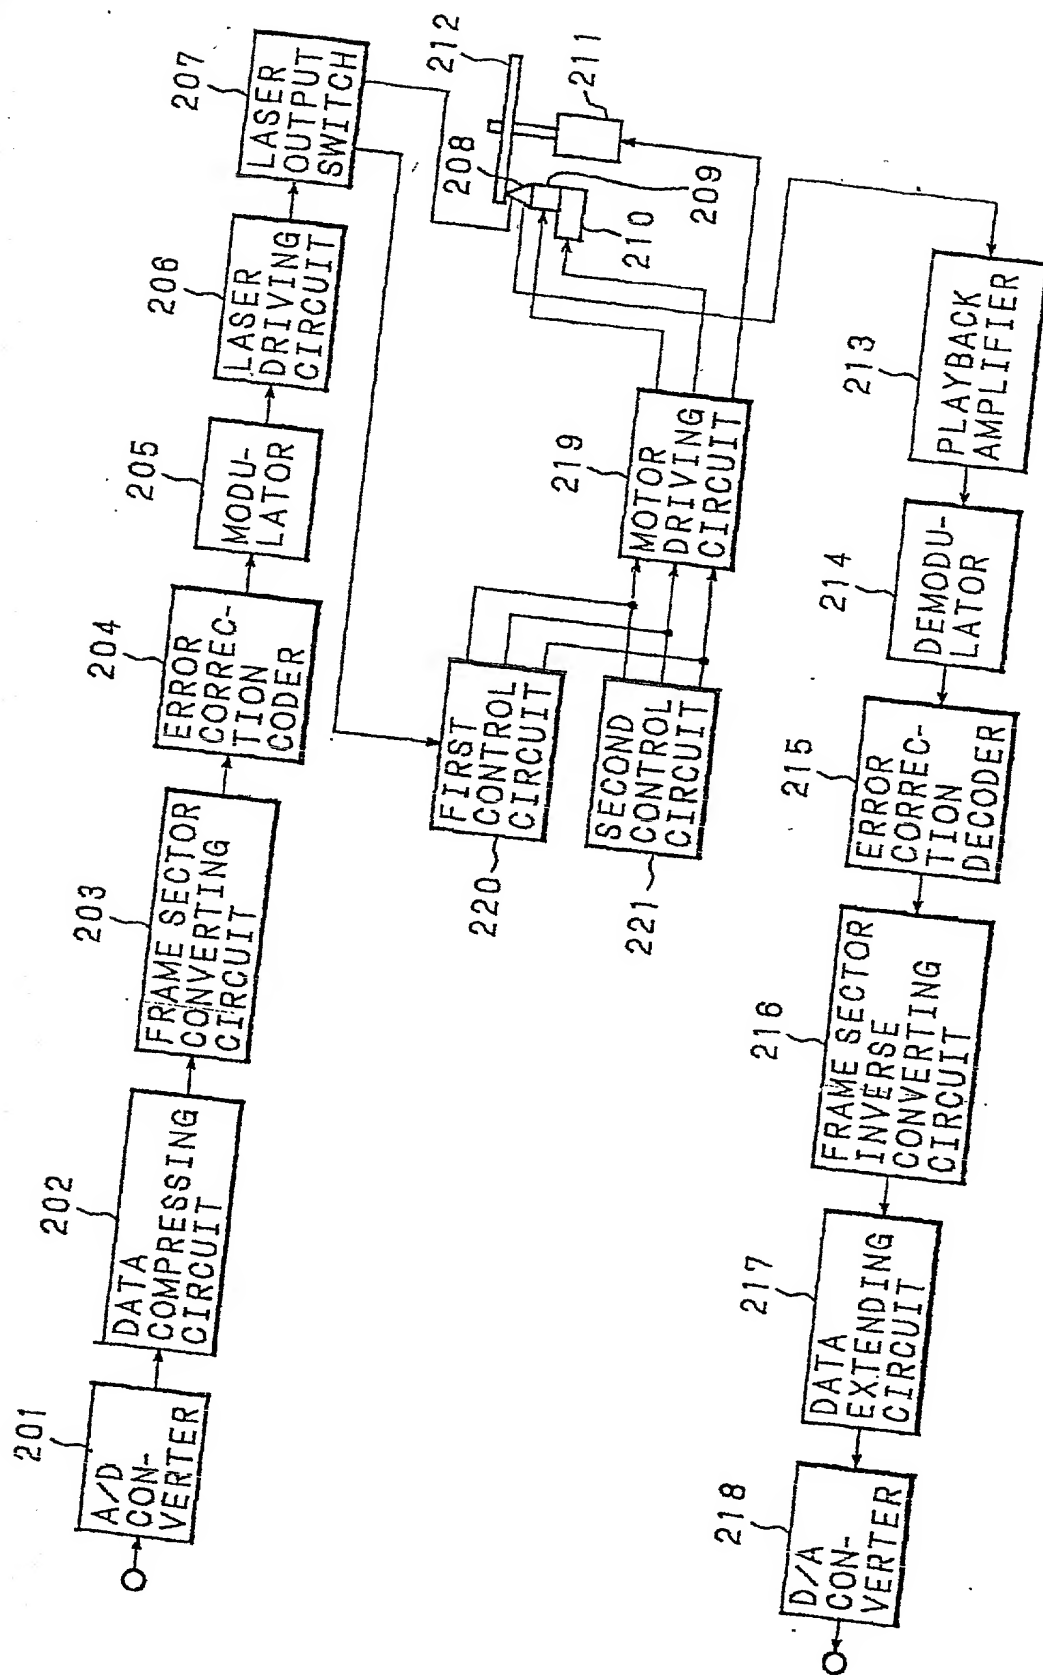 201
A/D
CON-
VERTER
202
DATA
COMPRESSING
CIRCUIT
203
FRAME SECTOR
CONVERTING
CIRCUIT
204
ERROR
CORREC-
TION
CODER
205
MODU-
LATOR
206
LASER
DRIVING
CIRCUIT
207
LASER
OUTPUT
SWITCH
212
208
211
209
210
219
MOTOR
DRIVING
CIRCUIT
FIRST
CONTROL
CIRCUIT
220
SECOND
CONTROL
CIRCUIT
221
213
PLAYBACK
AMPLIFIER
214
DEMODU-
LATOR
215
ERROR
CORREC-
TION
DECODER
216
FRAME SECTOR
INVERSE
CONVERTING
CIRCUIT
217
DATA
EXTENDING
CIRCUIT
218
D/A
CON-
VERTER